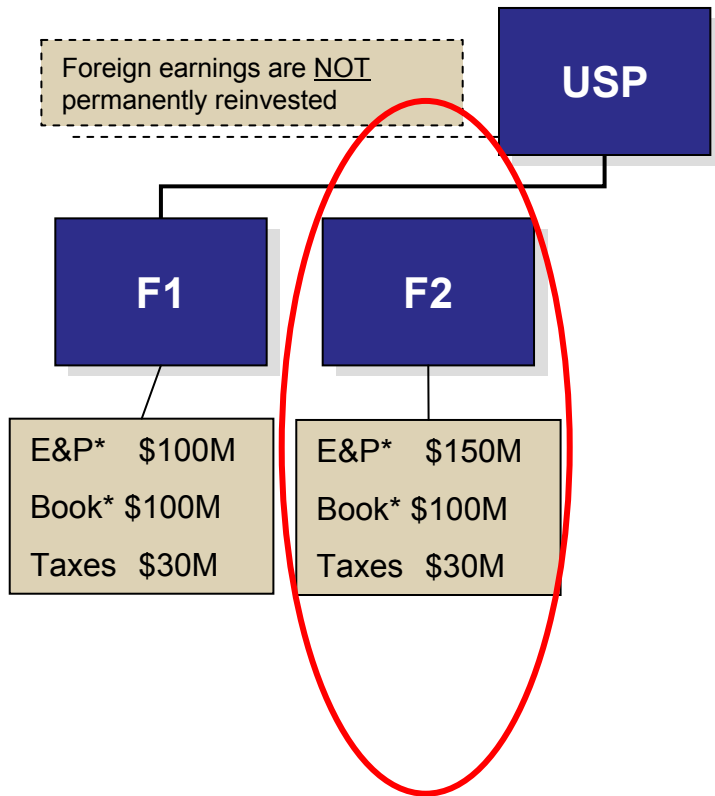 Foreign earnings are NOT
permanently reinvested
USP
F1
F2
E&P* $100M
Book* $100M
Taxes $30M
E&P* $150M
Book* $100M
Taxes $30M